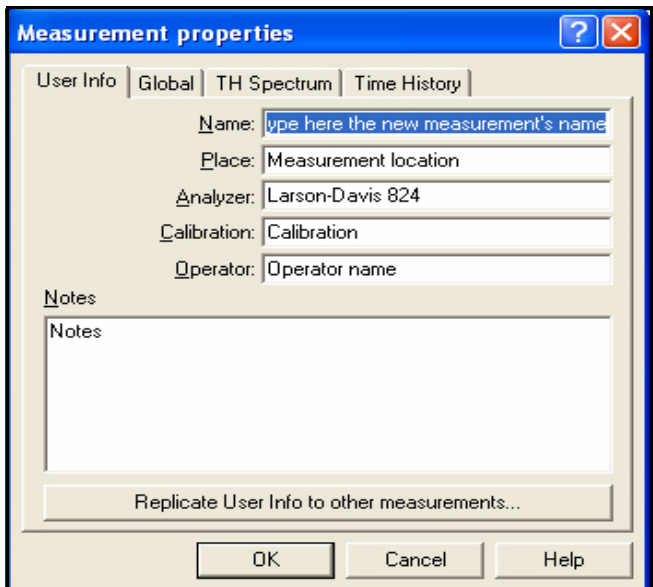 Measurement properties
User Info Global TH Spectrum Time History
Name: ype here the new measurement's name
Place: Measurement location
Analyzer: Larson-Davis 824
Calibration: Calibration
Operator: Operator name
Notes
Notes
Replicate User Info to other measurements...
OK Cancel Help